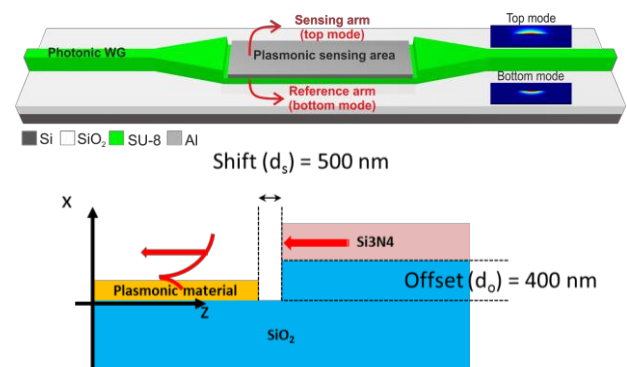 Sensing arm
(top mode)
Top mode
Photonic WG
Plasmonic sensing area
Bottom mode
Reference arm
(bottom mode)
Si SiO₂ SU-8 Al
Shift (dₛ) = 500 nm
X
Si3N4
Offset (dₒ) = 400 nm
Plasmonic material
Z
SiO₂